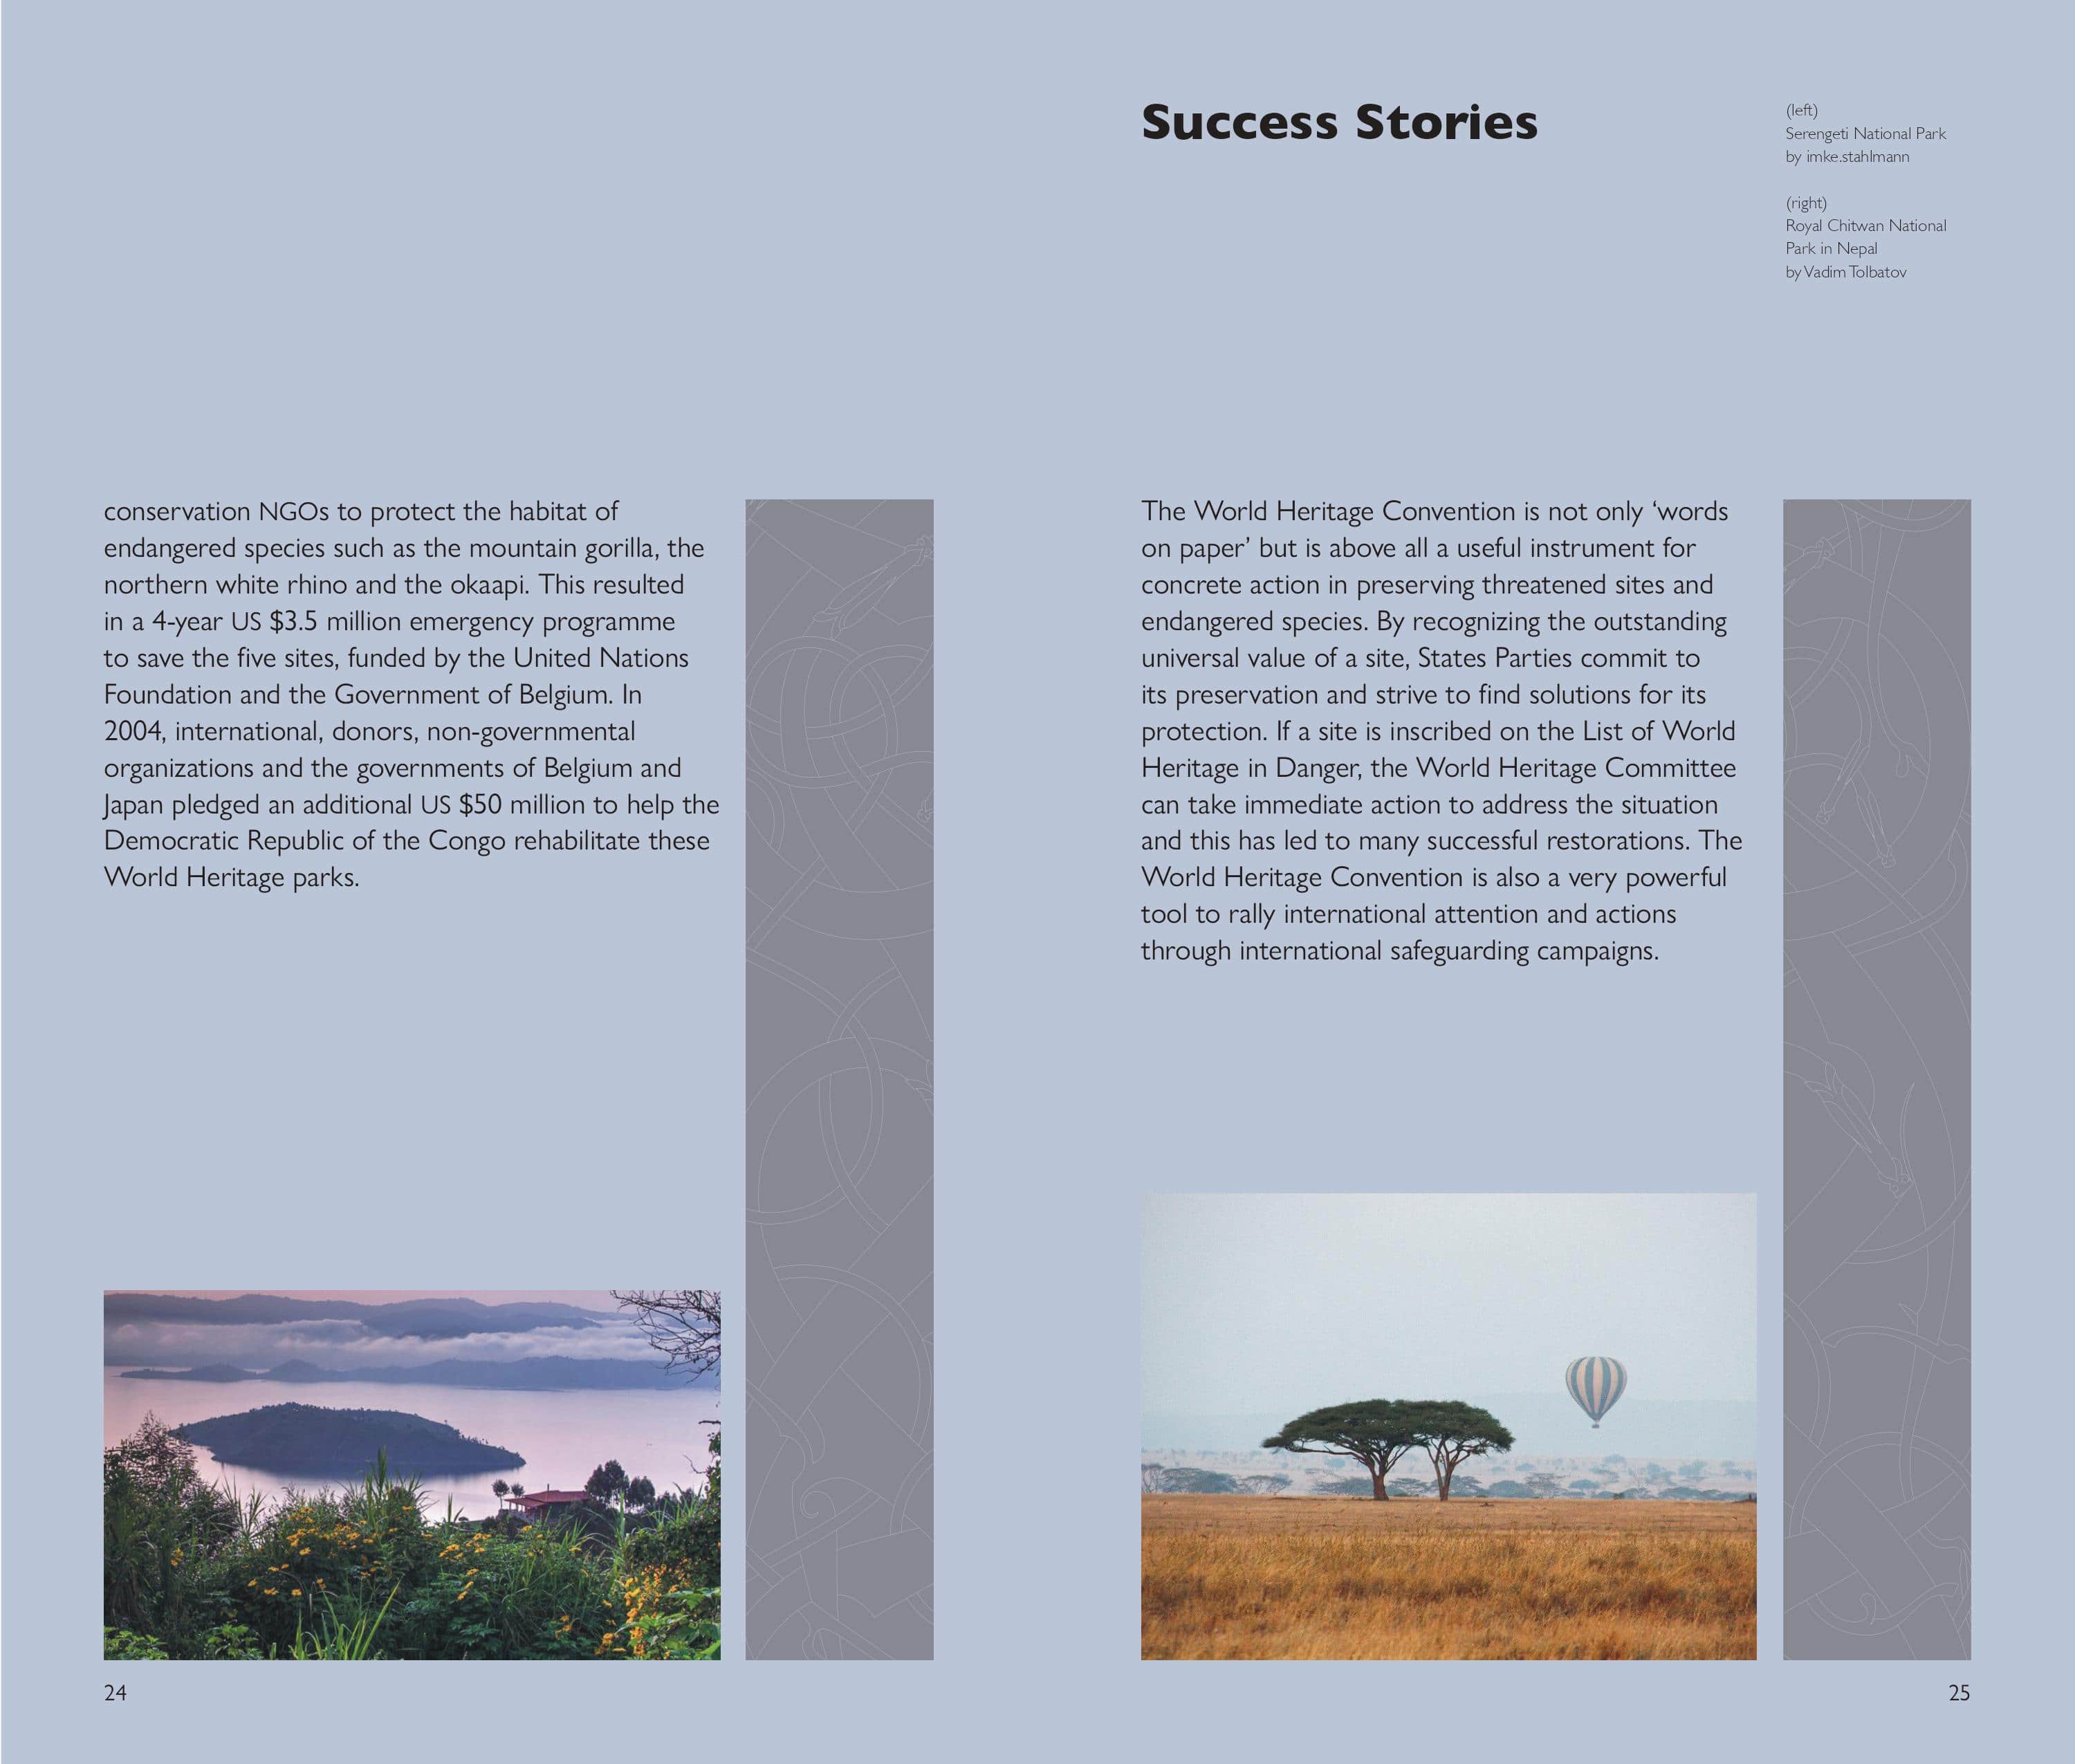 conservation NGOs to protect the habitat of
endangered species such as the mountain gorilla, the
northern white rhino and the okaapi. This resulted
in a 4-year US $3.5 million emergency programme
to save the five sites, funded by the United Nations
Foundation and the Government of Belgium. In
2004, international, donors, non-governmental
organizations and the governments of Belgium and
Japan pledged an additional US $50 million to help the
Democratic Republic of the Congo rehabilitate these
World Heritage parks.
24
Success Stories
(left)
Serengeti National Park
by imke.stahlmann
(right)
Royal Chitwan National
Park in Nepal
by Vadim Tolbatov
The World Heritage Convention is not only ‘words
on paper’ but is above all a useful instrument for
concrete action in preserving threatened sites and
endangered species. By recognizing the outstanding
universal value of a site, States Parties commit to
its preservation and strive to find solutions for its
protection. If a site is inscribed on the List of World
Heritage in Danger, the World Heritage Committee
can take immediate action to address the situation
and this has led to many successful restorations. The
World Heritage Convention is also a very powerful
tool to rally international attention and actions
through international safeguarding campaigns.
25